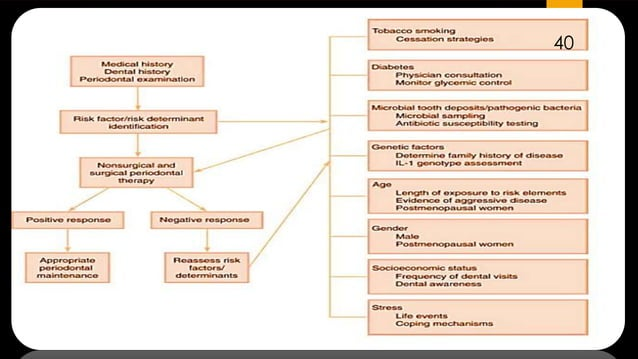 40
Medical history
Dental history
Periodontal examination
Risk factor/risk determinant
identification
Nonsurgical and
surgical periodontal
therapy
Positive response
Negative response
Appropriate
periodontal
maintenance
Reassess risk
factors/
determinants
Tobacco smoking
Cessation strategies
Diabetes
Physician consultation
Monitor glycemic control
Microbial tooth deposits/pathogenic bacteria
Microbial sampling
Antibiotic susceptibility testing
Genetic factors
Determine family history of disease
IL-1 genotype assessment
Age
Length of exposure to risk elements
Evidence of aggressive disease
Postmenopausal women
Gender
Male
Postmenopausal women
Socioeconomic status
Frequency of dental visits
Dental awareness
Stress
Life events
Coping mechanisms